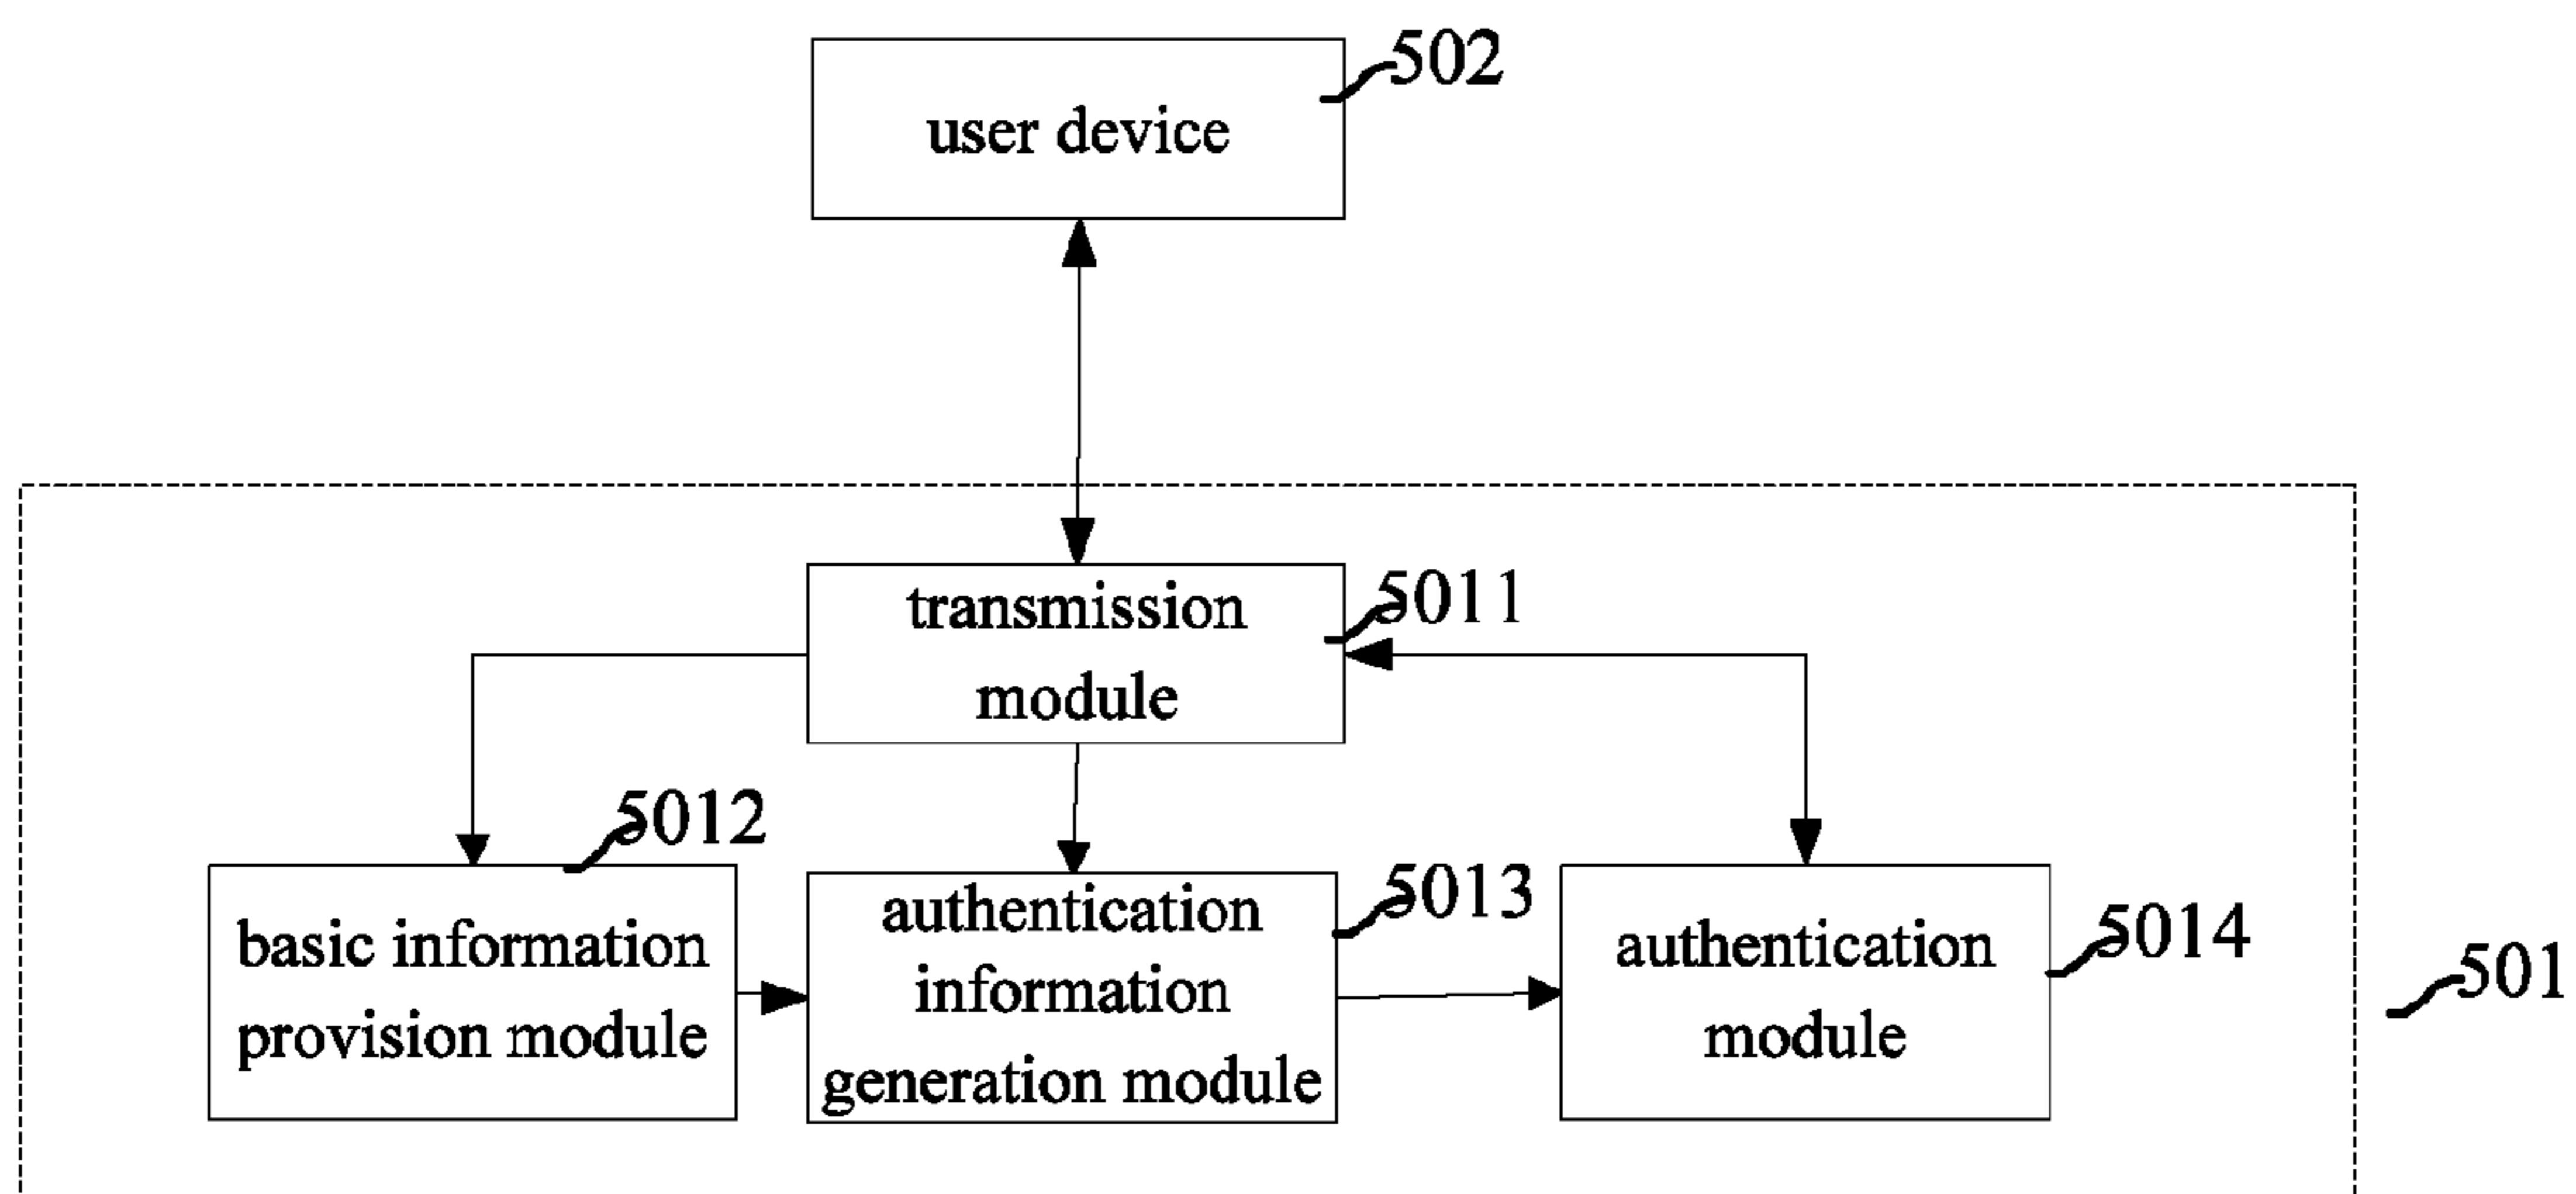 502
user device
5011
transmission
module
5012
basic information
provision module
5013
authentication
information
generation module
5014
authentication
module
501